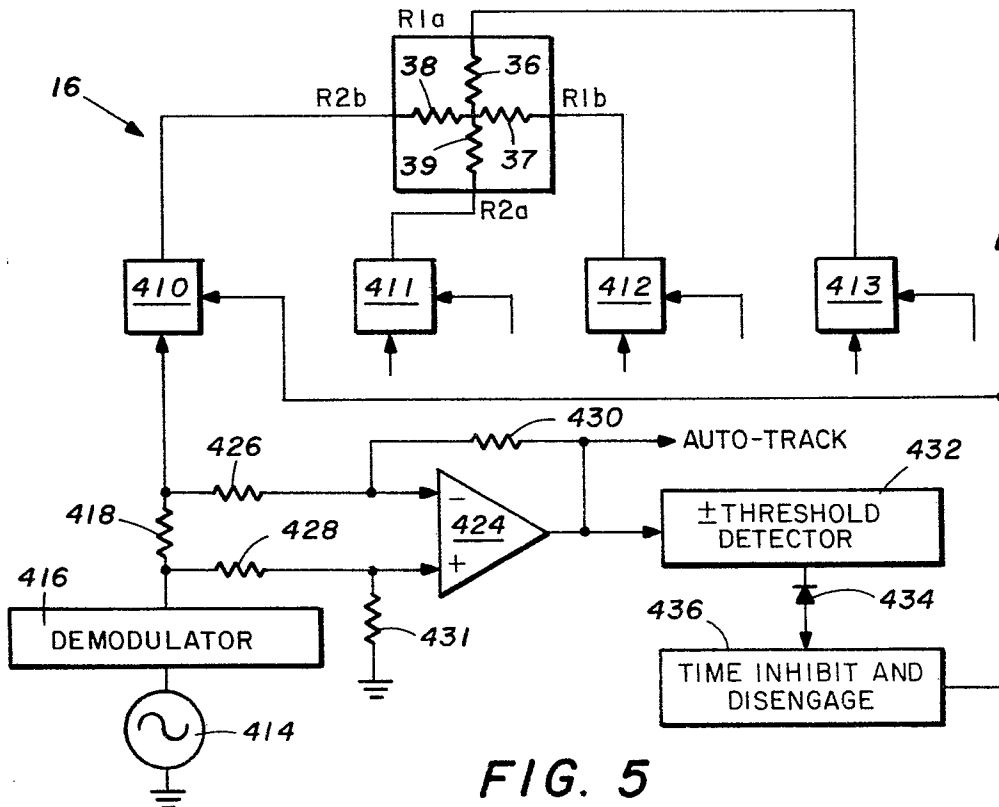 R1a
16
38
36
R2b
R1b
39
37
R2a
410
411
412
413
430
AUTO-TRACK
426
432
418
428
−
424
+
± THRESHOLD
DETECTOR
416
434
436
DEMODULATOR
431
TIME INHIBIT AND
DISENGAGE
414
FIG. 5